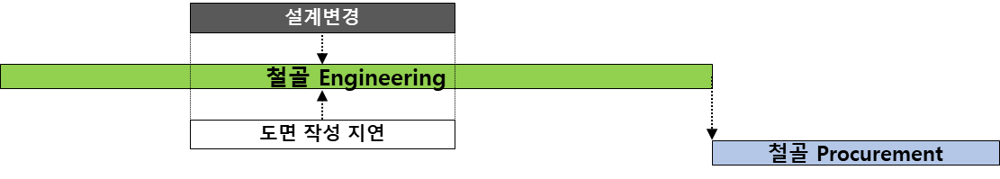 설계변경
철골 Engineering
도면 작성 지연
철골 Procurement